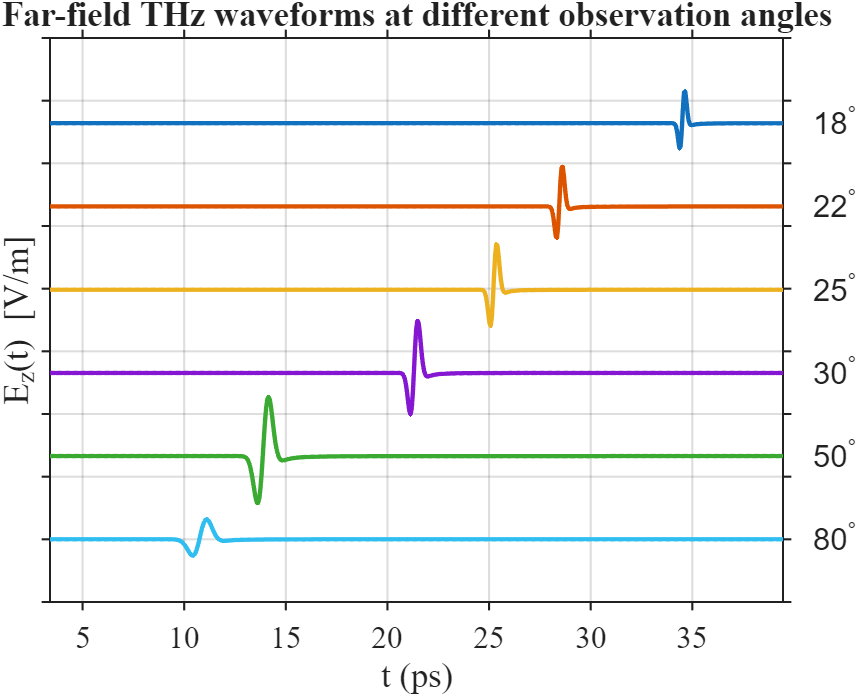 Far-field THz waveforms at different observation angles
18°
22°
25°
30°
50°
80°
E_z(t) [V/m]
5 10 15 20 25 30 35
t (ps)